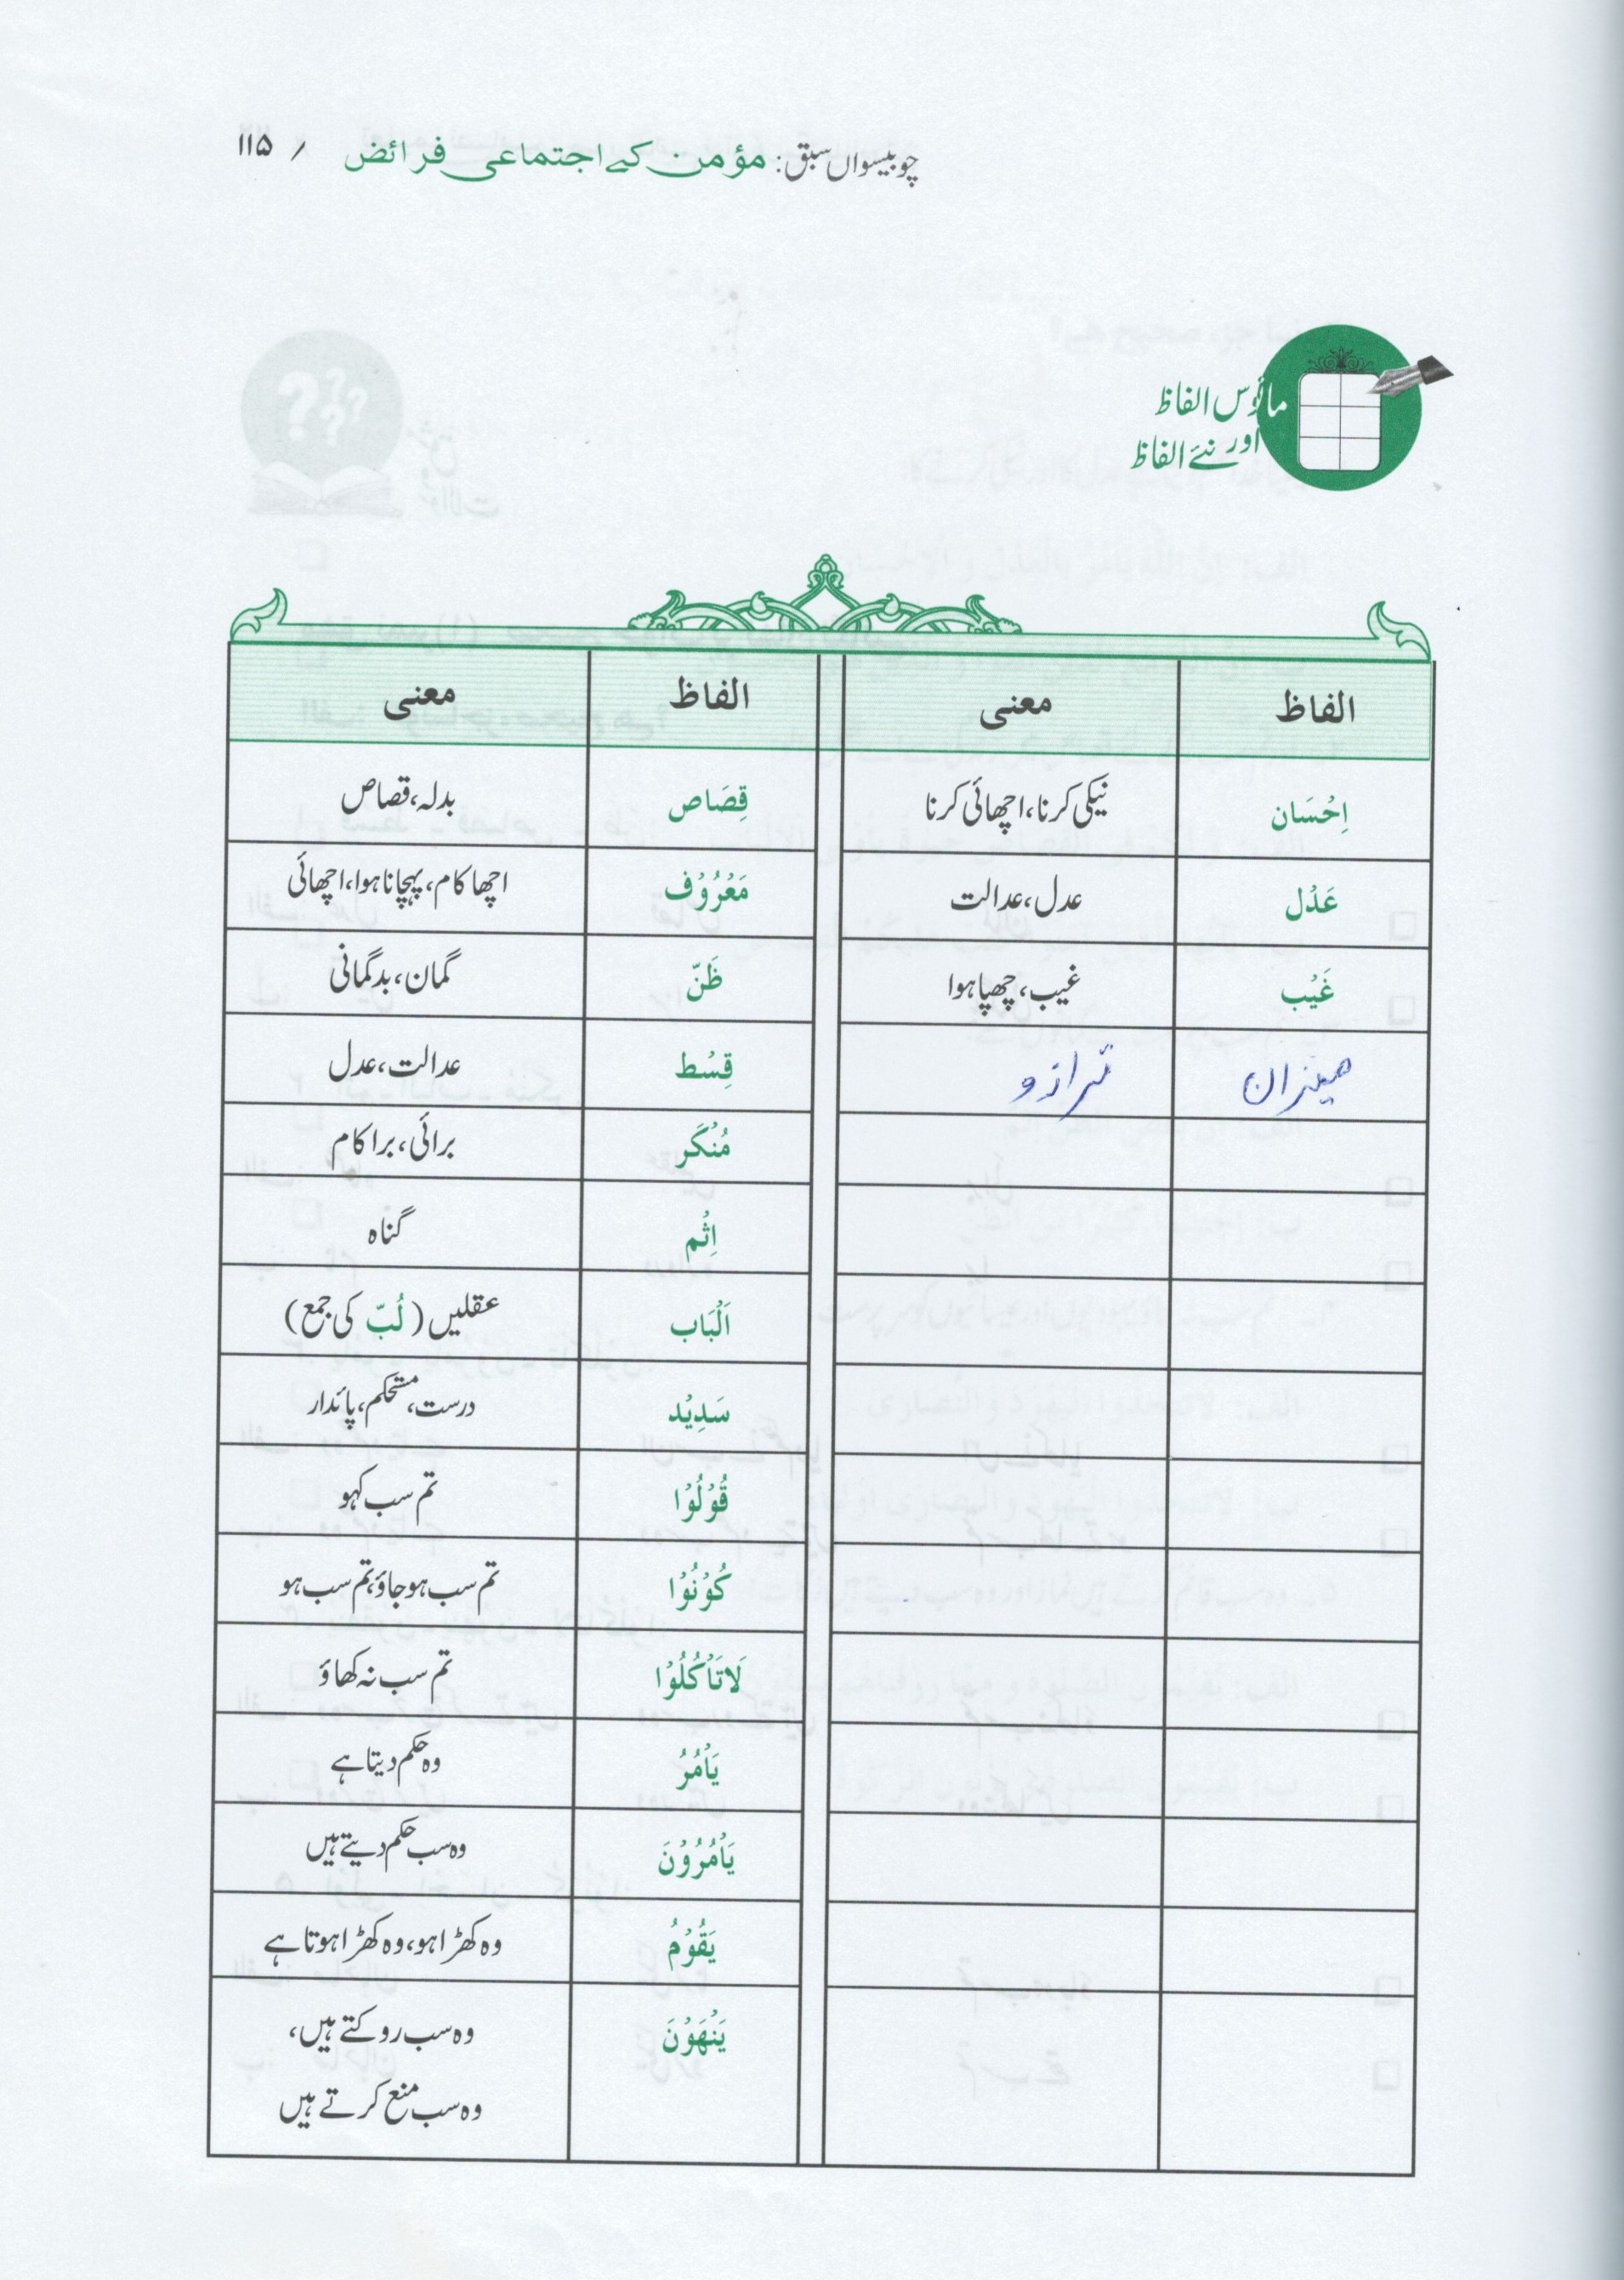 چوبیسواں سبق: مؤمن کے اجتماعی فرائض / ۱۱۵
مانوس الفاظ
اور نئے الفاظ
الفاظ معنی الفاظ معنی
اِحْسَان نیکی کرنا، اچھائی کرنا قِصَاص بدلہ، قصاص
عَدْل عدل، عدالت مَعْرُوْف اچھا کام، پہچانا ہوا، اچھائی
غَيْب غیب، چھپا ہوا ظَنّ گمان، بدگمانی
میزان ترازو قِسْط عدالت، عدل
مُنْكَر برائی، برا کام
اِثْم گناہ
اَلْبَاب عقلیں (لُبّ کی جمع)
سَدِيْد درست، مستحکم، پائدار
قُوْلُوْا تم سب کہو
كُوْنُوْا تم سب ہوجاؤ، تم سب ہو
لَاتَأْكُلُوْا تم سب نہ کھاؤ
يَأْمُرُ وہ حکم دیتا ہے
يَأْمُرُوْنَ وہ سب حکم دیتے ہیں
يَقُوْمُ وہ کھڑا ہو، وہ کھڑا ہوتا ہے
يَنْهَوْنَ وہ سب روکتے ہیں،
وہ سب منع کرتے ہیں